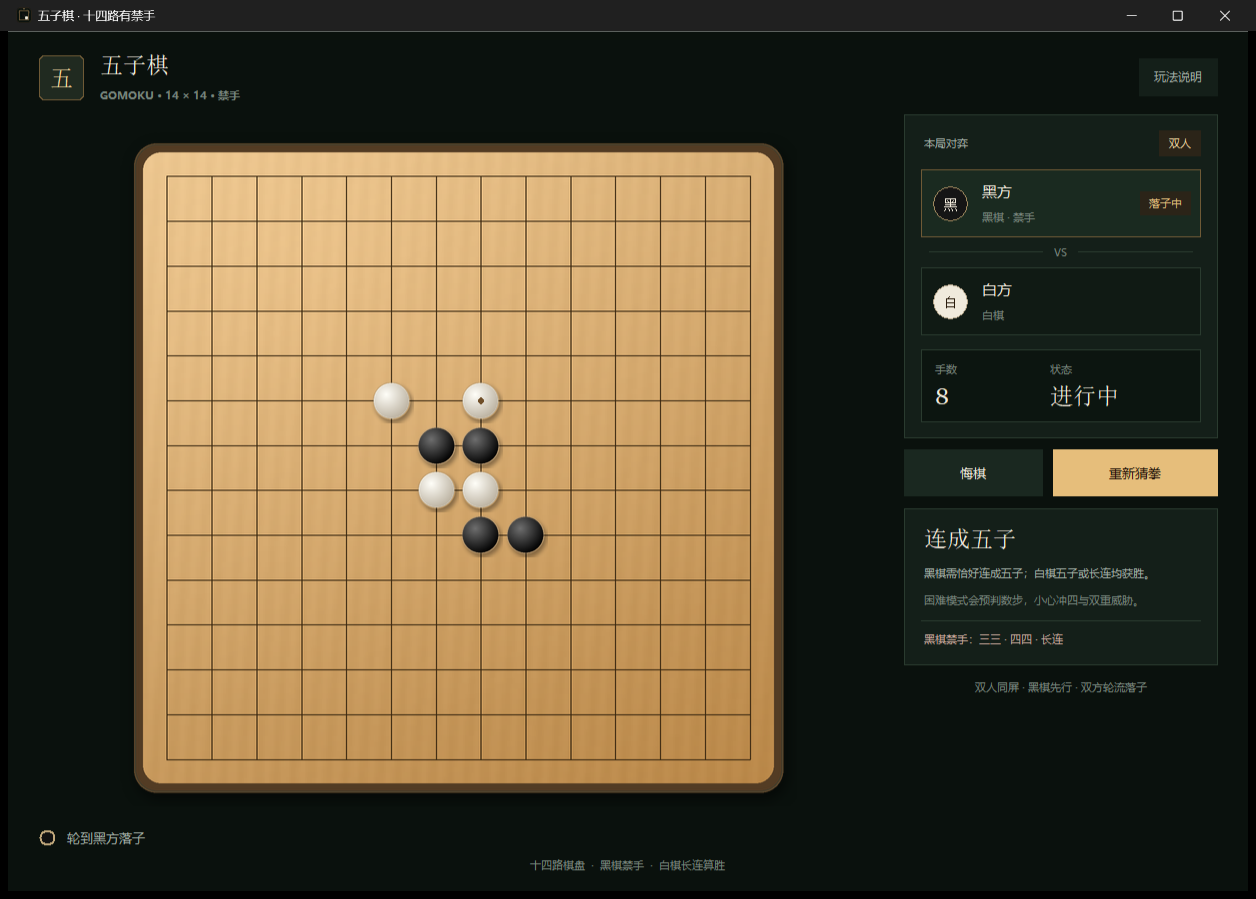 五子棋 · 十四路有禁手
五
五子棋
GOMOKU • 14 × 14 • 禁手
玩法说明
本局对弈
双人
黑
黑方
黑棋 · 禁手
落子中
VS
白
白方
白棋
手数
状态
8
进行中
悔棋
重新猜拳
连成五子
黑棋需恰好连成五子；白棋五子或长连均获胜。
困难模式会预判数步，小心冲四与双重威胁。
黑棋禁手：三三 · 四四 · 长连
双人同屏 · 黑棋先行 · 双方轮流落子
轮到黑方落子
十四路棋盘 · 黑棋禁手 · 白棋长连算胜